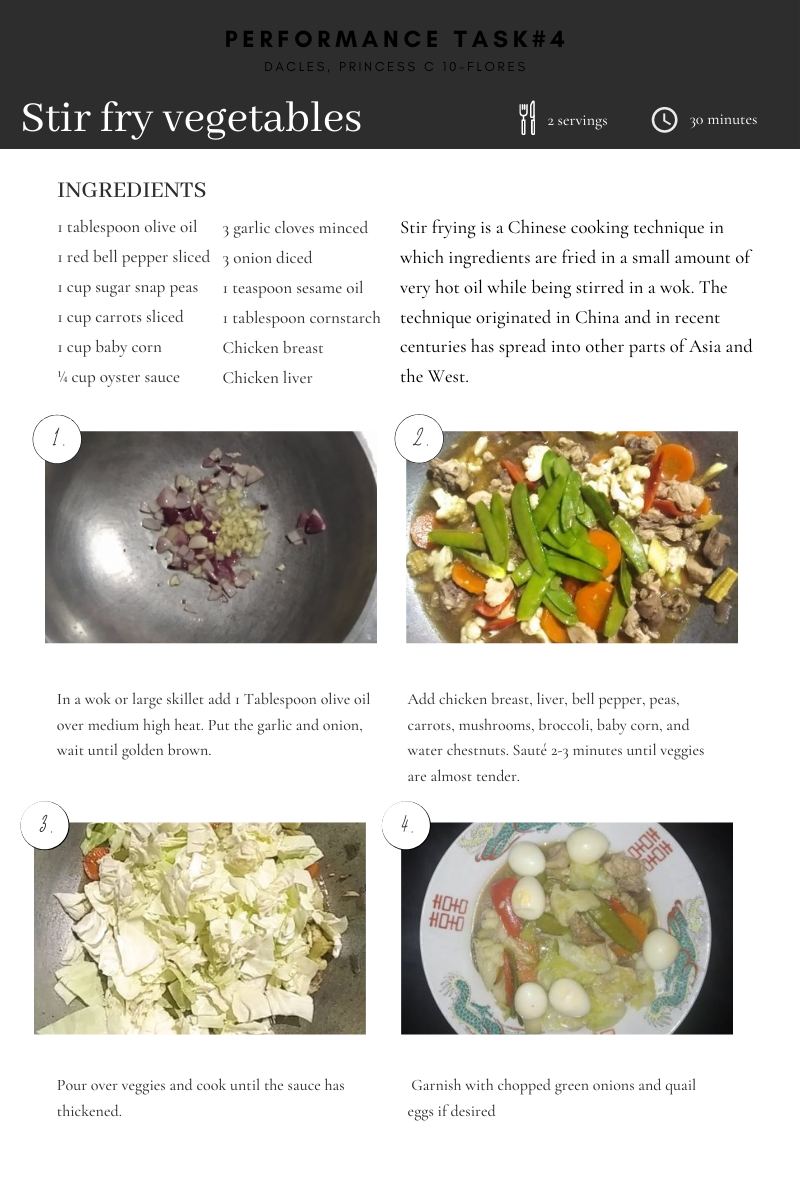 PERFORMANCE TASK#4
DACLES, PRINCESS C 10-FLORES
Stir fry vegetables
2 servings
30 minutes
INGREDIENTS
1 tablespoon olive oil
1 red bell pepper sliced
1 cup sugar snap peas
1 cup carrots sliced
1 cup baby corn
¼ cup oyster sauce
3 garlic cloves minced
3 onion diced
1 teaspoon sesame oil
1 tablespoon cornstarch
Chicken breast
Chicken liver
Stir frying is a Chinese cooking technique in
which ingredients are fried in a small amount of
very hot oil while being stirred in a wok. The
technique originated in China and in recent
centuries has spread into other parts of Asia and
the West.
1.
In a wok or large skillet add 1 Tablespoon olive oil
over medium high heat. Put the garlic and onion,
wait until golden brown.
2.
Add chicken breast, liver, bell pepper, peas,
carrots, mushrooms, broccoli, baby corn, and
water chestnuts. Sauté 2-3 minutes until veggies
are almost tender.
3.
Pour over veggies and cook until the sauce has
thickened.
4.
Garnish with chopped green onions and quail
eggs if desired